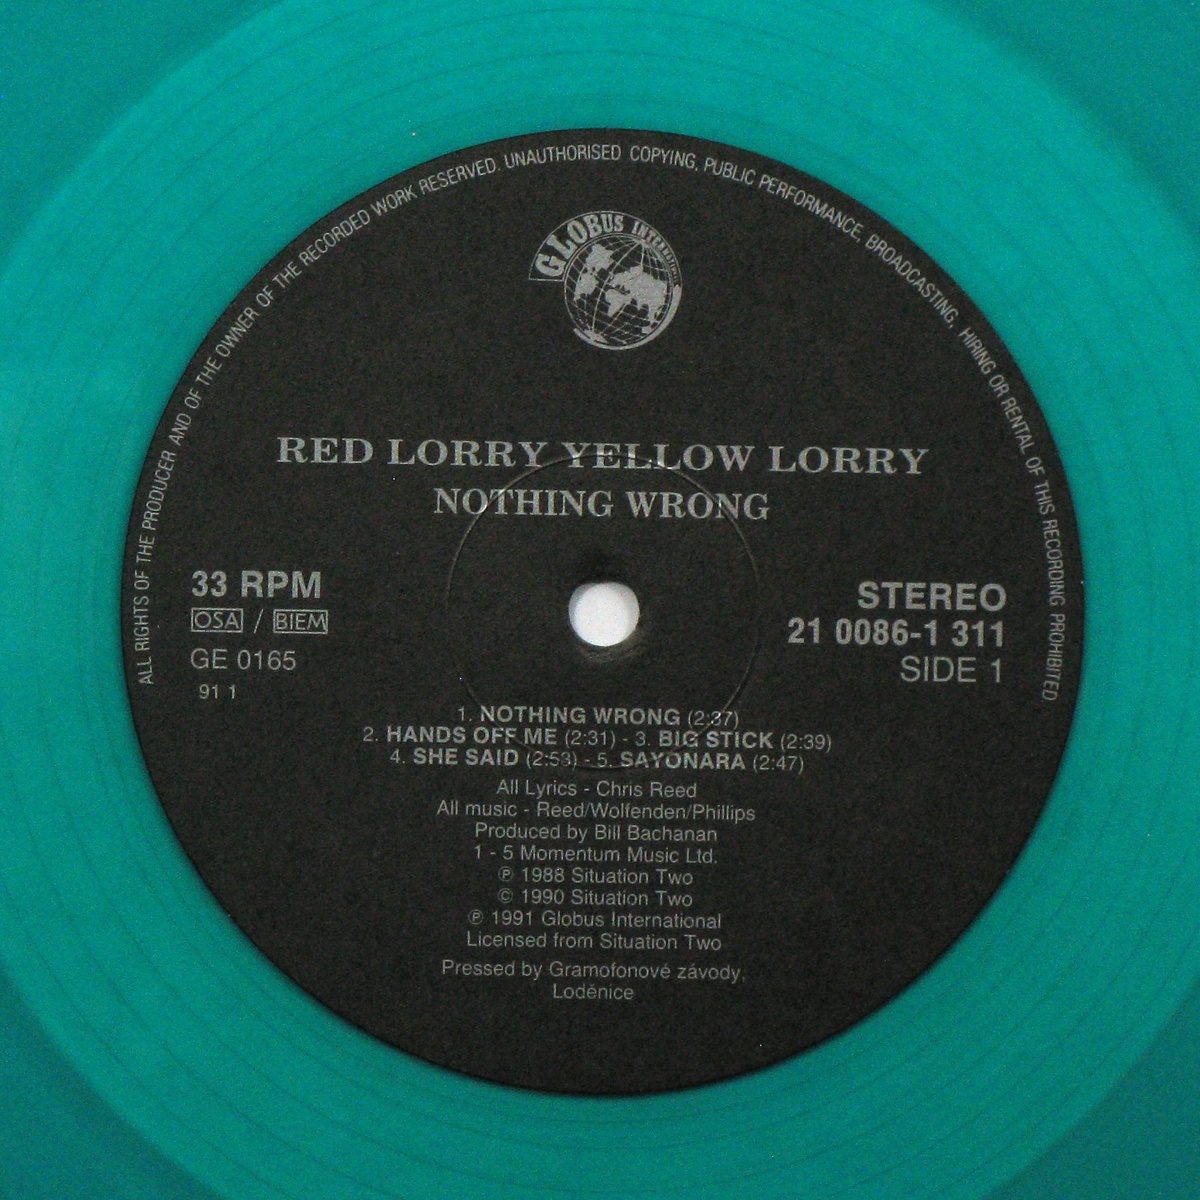 ALL RIGHTS OF THE PRODUCER AND OF THE OWNER OF THE RECORDED WORK RESERVED. UNAUTHORISED COPYING, PUBLIC PERFORMANCE, BROADCASTING, HIRING OR RENTAL OF THIS RECORDING PROHIBITED
GLOBUS INTERNATIONAL
RED LORRY YELLOW LORRY
NOTHING WRONG
33 RPM
OSA / BIEM
GE 0165
91 1
STEREO
21 0086-1 311
SIDE 1
1. NOTHING WRONG (2:37)
2. HANDS OFF ME (2:31) - 3. BIG STICK (2:39)
4. SHE SAID (2:53) - 5. SAYONARA (2:47)
All Lyrics - Chris Reed
All music - Reed/Wolfenden/Phillips
Produced by Bill Bachanan
1 - 5 Momentum Music Ltd.
℗ 1988 Situation Two
© 1990 Situation Two
℗ 1991 Globus International
Licensed from Situation Two
Pressed by Gramofonové závody,
Loděnice